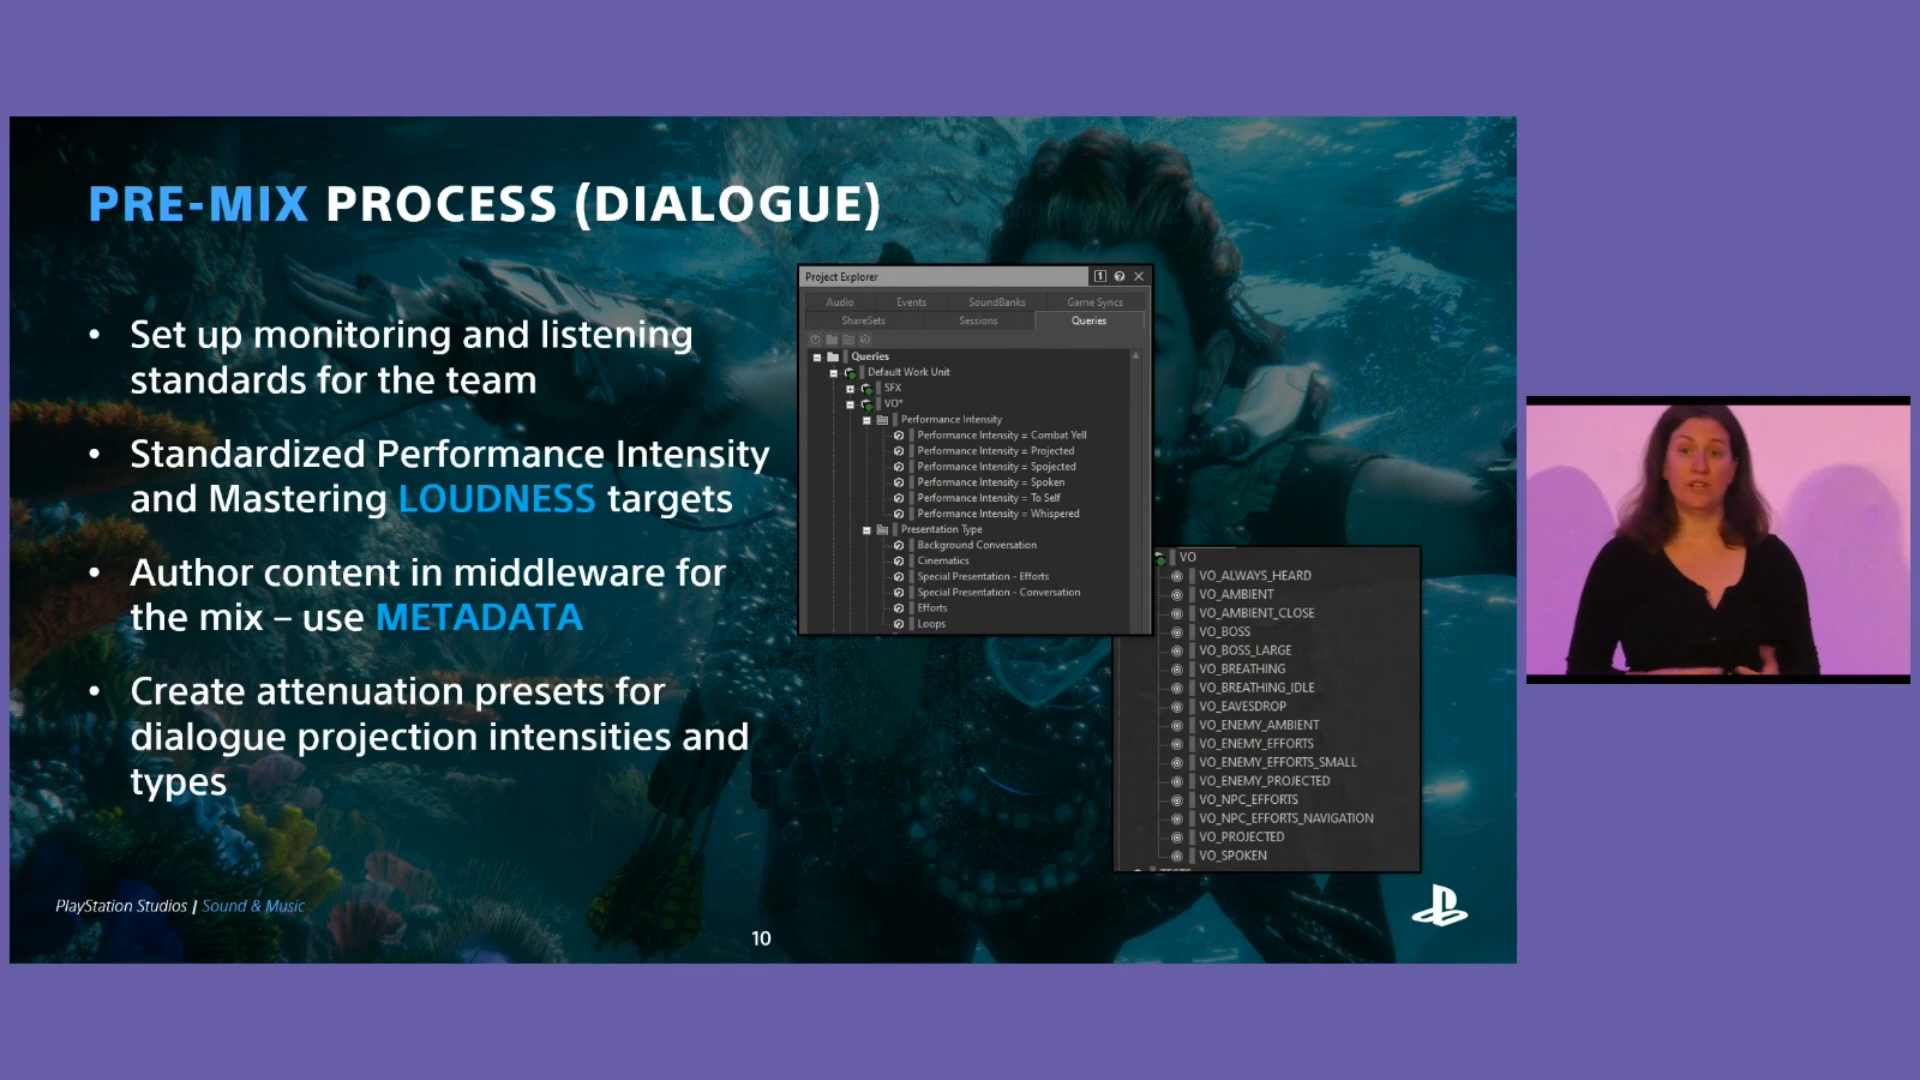 PRE-MIX PROCESS (DIALOGUE)
• Set up monitoring and listening
standards for the team
• Standardized Performance Intensity
and Mastering LOUDNESS targets
• Author content in middleware for
the mix – use METADATA
• Create attenuation presets for
dialogue projection intensities and
types
Project Explorer
Audio Events SoundBanks Game Syncs
ShareSets Sessions Queries
Queries
Default Work Unit
SFX
VO*
Performance Intensity
Performance Intensity = Combat Yell
Performance Intensity = Projected
Performance Intensity = Spojected
Performance Intensity = Spoken
Performance Intensity = To Self
Performance Intensity = Whispered
Presentation Type
Background Conversation
Cinematics
Special Presentation - Efforts
Special Presentation - Conversation
Efforts
Loops
VO
VO_ALWAYS_HEARD
VO_AMBIENT
VO_AMBIENT_CLOSE
VO_BOSS
VO_BOSS_LARGE
VO_BREATHING
VO_BREATHING_IDLE
VO_EAVESDROP
VO_ENEMY_AMBIENT
VO_ENEMY_EFFORTS
VO_ENEMY_EFFORTS_SMALL
VO_ENEMY_PROJECTED
VO_NPC_EFFORTS
VO_NPC_EFFORTS_NAVIGATION
VO_PROJECTED
VO_SPOKEN
PlayStation Studios | Sound & Music
10